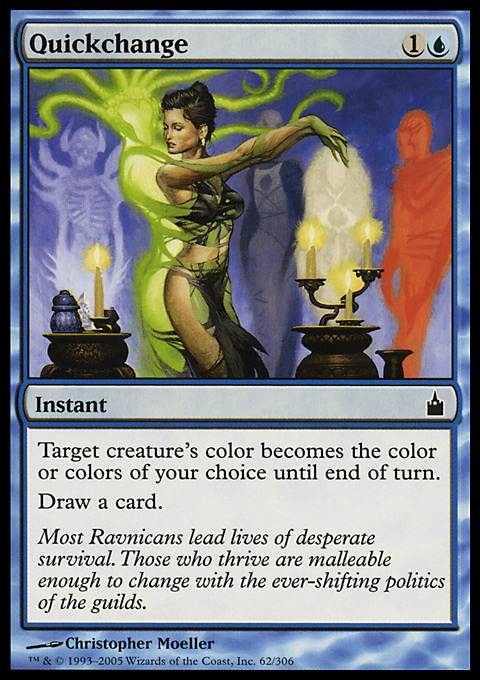 Quickchange 1
Instant
Target creature's color becomes the color
or colors of your choice until end of turn.
Draw a card.
Most Ravnicans lead lives of desperate
survival. Those who thrive are malleable
enough to change with the ever-shifting politics
of the guilds.
Christopher Moeller
™ & © 1993–2005 Wizards of the Coast, Inc. 62/306